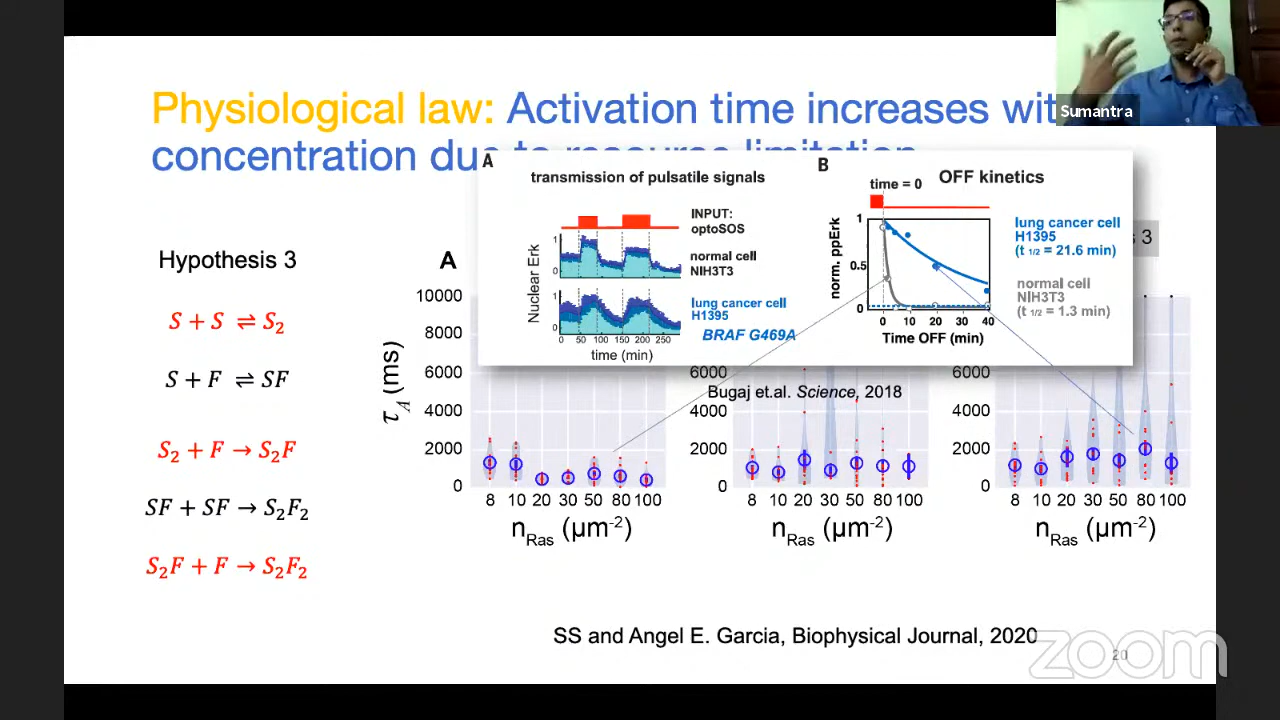 Physiological law: Activation time increases wit
concentration due to resource limitation
Sumantra
A
transmission of pulsatile signals
INPUT:
optoSOS
normal cell
NIH3T3
lung cancer cell
H1395
BRAF G469A
Nuclear Erk
1
0
1
0
0 50 100 150 200 250
time (min)
B
OFF kinetics
time = 0
norm. ppErk
1
0.5
0
0 10 20 30 40
Time OFF (min)
lung cancer cell
H1395
(t 1/2 = 21.6 min)
normal cell
NIH3T3
(t 1/2 = 1.3 min)
3
Bugaj et.al. Science, 2018
Hypothesis 3
S + S ⇌ S₂
S + F ⇌ SF
S₂ + F → S₂F
SF + SF → S₂F₂
S₂F + F → S₂F₂
A
τA (ms)
10000
8000
6000
4000
2000
0
8 10 20 30 50 80 100
nRas (µm-2)
6000
4000
2000
0
8 10 20 30 50 80 100
nRas (µm-2)
6000
4000
2000
0
8 10 20 30 50 80 100
nRas (µm-2)
SS and Angel E. Garcia, Biophysical Journal, 2020
20
zoom